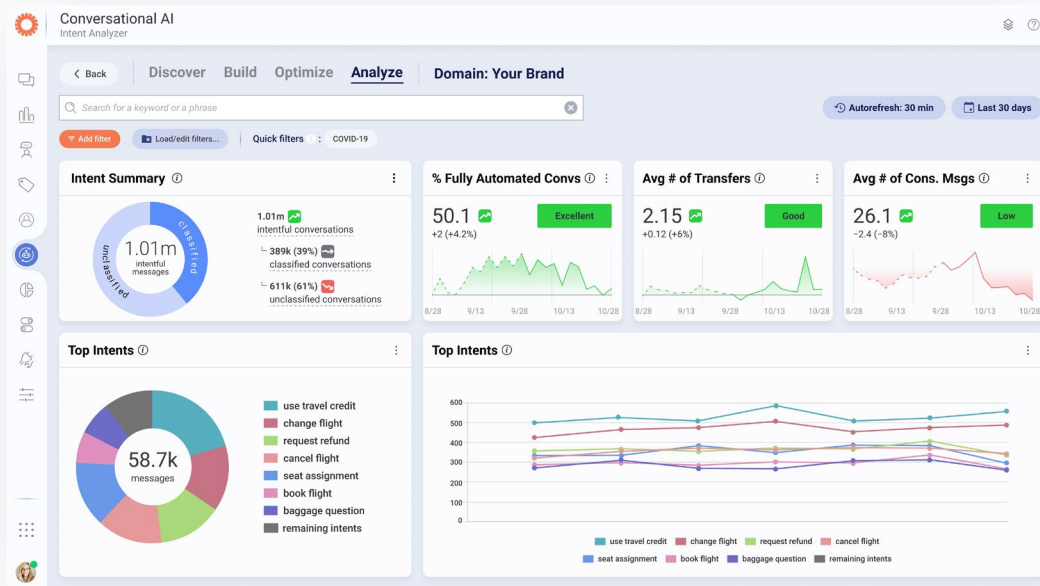 Conversational AI
Intent Analyzer
Back
Discover Build Optimize Analyze Domain: Your Brand
Search for a keyword or a phrase
Autorefresh: 30 min
Last 30 days
Add filter
Load/edit filters...
Quick filters :
COVID-19
Intent Summary
1.01m
intentful
messages
classified
unclassified
1.01m
intentful conversations
389k (39%)
classified conversations
611k (61%)
unclassified conversations
% Fully Automated Convs
50.1
Excellent
+2 (+4.2%)
8/28 9/13 9/28 10/13 10/28
Avg # of Transfers
2.15
Good
+0.12 (+6%)
8/28 9/13 9/28 10/13 10/28
Avg # of Cons. Msgs
26.1
Low
−2.4 (−8%)
8/28 9/13 9/28 10/13 10/28
Top Intents
58.7k
messages
use travel credit
change flight
request refund
cancel flight
seat assignment
book flight
baggage question
remaining intents
Top Intents
600
500
400
300
200
100
0
use travel credit change flight request refund cancel flight
seat assignment book flight baggage question remaining intents